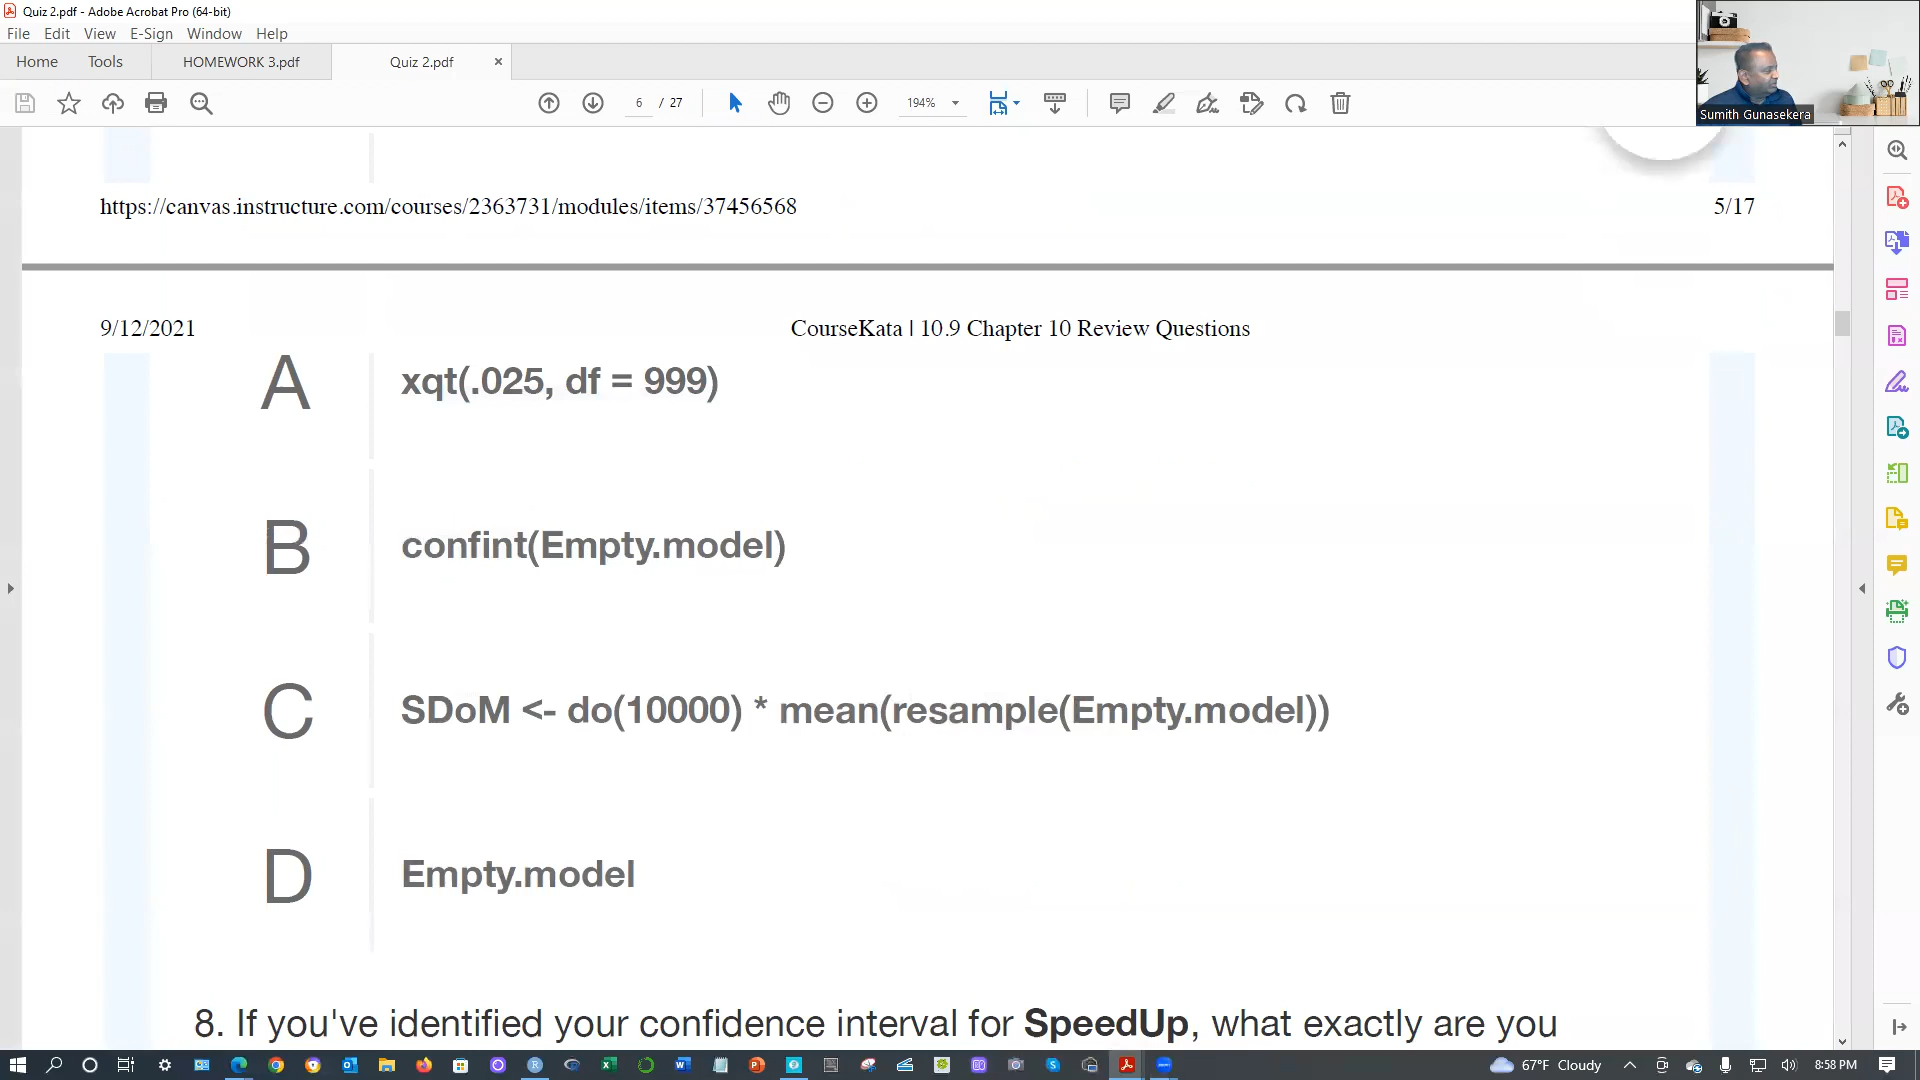 Quiz 2.pdf - Adobe Acrobat Pro (64-bit)
File Edit View E-Sign Window Help
Home Tools HOMEWORK 3.pdf Quiz 2.pdf ×
6 / 27 194%
Sumith Gunasekera
https://canvas.instructure.com/courses/2363731/modules/items/37456568 5/17
9/12/2021 CourseKata | 10.9 Chapter 10 Review Questions
A xqt(.025, df = 999)
B confint(Empty.model)
C SDoM <- do(10000) * mean(resample(Empty.model))
D Empty.model
8. If you've identified your confidence interval for SpeedUp, what exactly are you
67°F Cloudy 8:58 PM